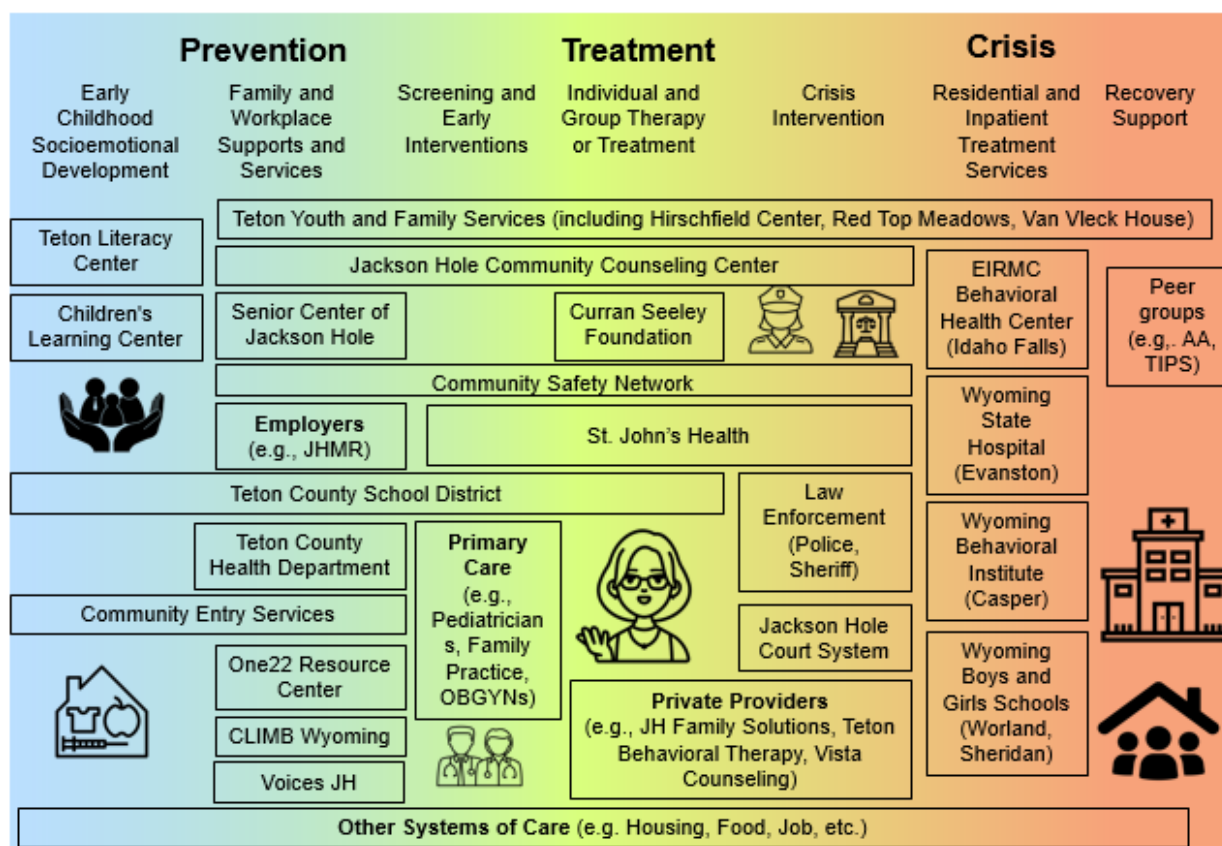 Prevention
Treatment
Crisis
Early
Childhood
Socioemotional
Development
Family and
Workplace
Supports and
Services
Screening and
Early
Interventions
Individual and
Group Therapy
or Treatment
Crisis
Intervention
Residential and
Inpatient
Treatment
Services
Recovery
Support
Teton Youth and Family Services (including Hirschfield Center, Red Top Meadows, Van Vleck House)
Teton Literacy
Center
Jackson Hole Community Counseling Center
EIRMC
Behavioral
Health Center
(Idaho Falls)
Peer
groups
(e.g,. AA,
TIPS)
Children's
Learning Center
Senior Center of
Jackson Hole
Curran Seeley
Foundation
Community Safety Network
Wyoming
State
Hospital
(Evanston)
Employers
(e.g., JHMR)
St. John's Health
Teton County School District
Law
Enforcement
(Police,
Sheriff)
Teton County
Health Department
Primary
Care
(e.g.,
Pediatrician
s, Family
Practice,
OBGYNs)
Wyoming
Behavioral
Institute
(Casper)
Community Entry Services
Jackson Hole
Court System
One22 Resource
Center
Wyoming
Boys and
Girls Schools
(Worland,
Sheridan)
Private Providers
(e.g., JH Family Solutions, Teton
Behavioral Therapy, Vista
Counseling)
CLIMB Wyoming
Voices JH
Other Systems of Care (e.g. Housing, Food, Job, etc.)